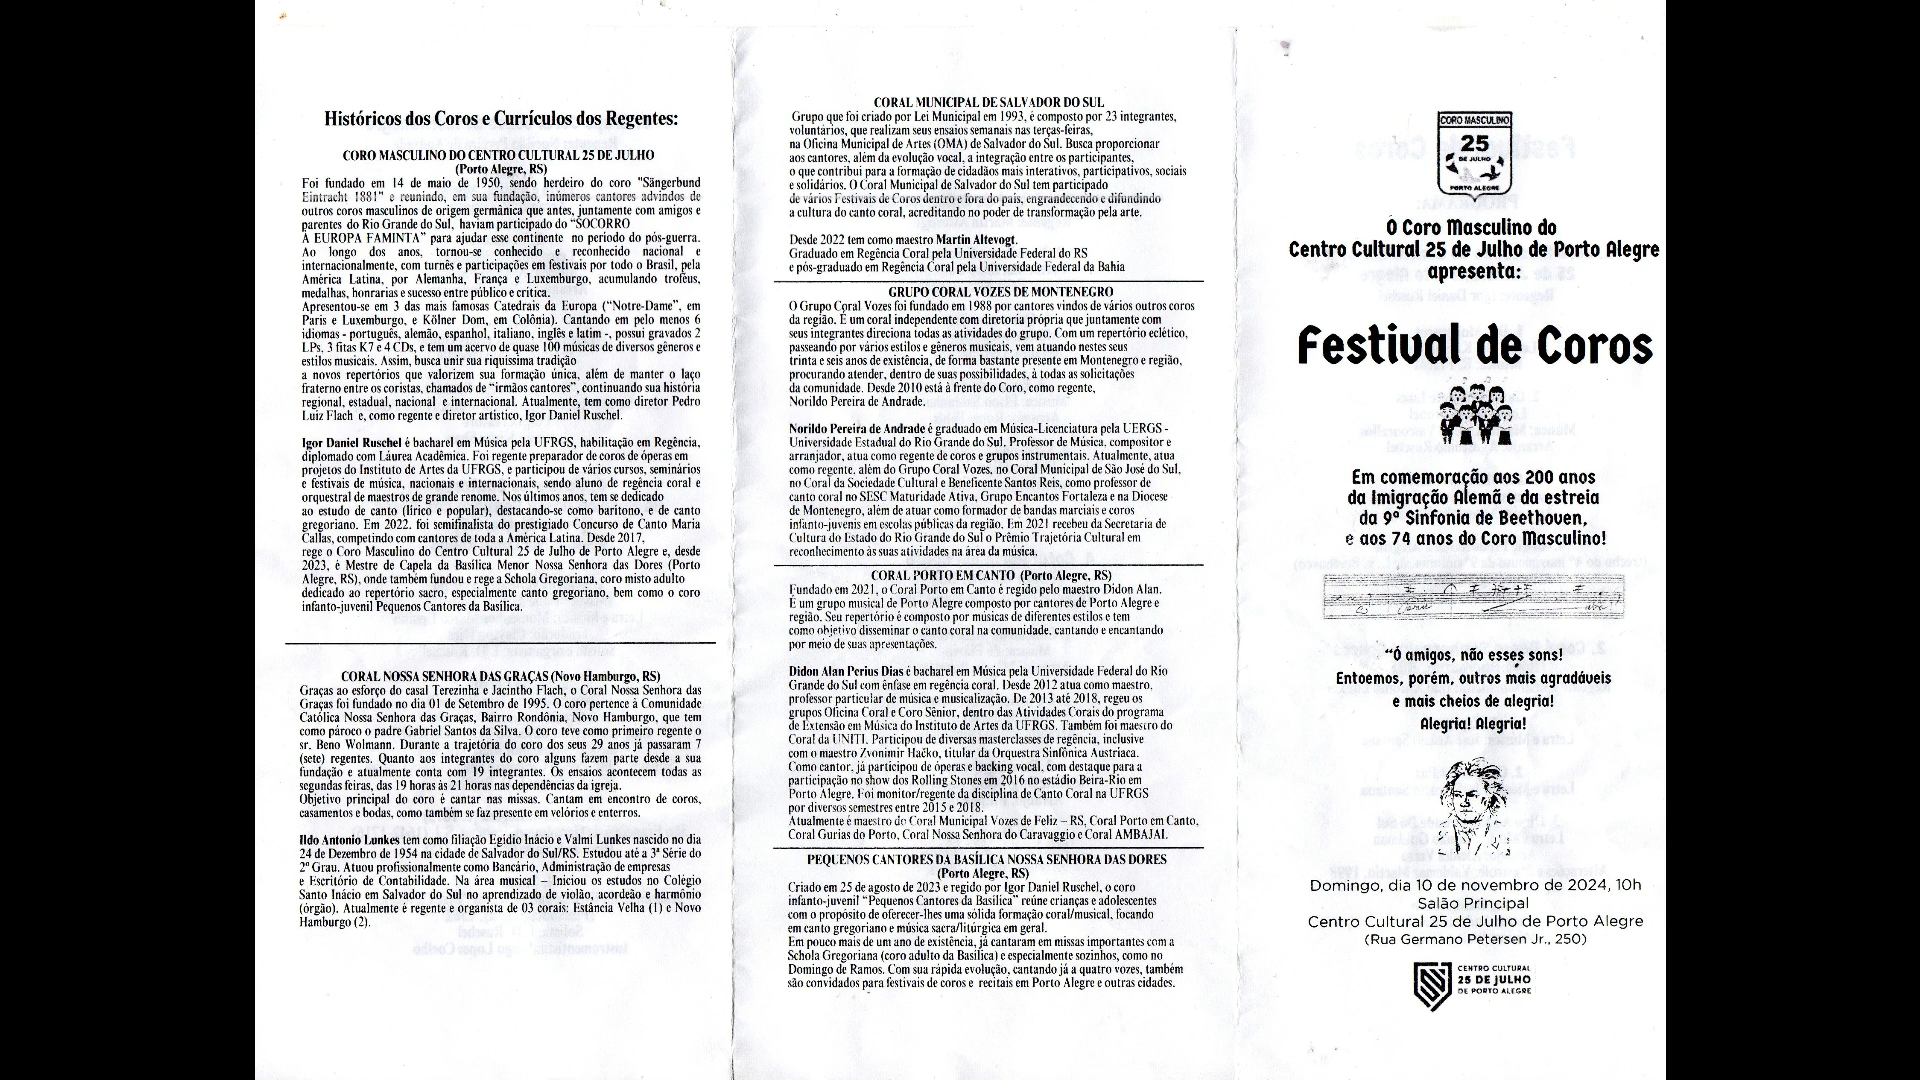 Históricos dos Coros e Currículos dos Regentes:
CORO MASCULINO DO CENTRO CULTURAL 25 DE JULHO
(Porto Alegre, RS)
Foi fundado em 14 de maio de 1950, sendo herdeiro do coro "Sängerbund
Eintracht 1881" e reunindo, em sua fundação, inúmeros cantores advindos de
outros coros masculinos de origem germânica que antes, juntamente com amigos e
parentes do Rio Grande do Sul, haviam participado do "SOCORRO
A EUROPA FAMINTA" para ajudar esse continente no período do pós-guerra.
Ao longo dos anos, tornou-se conhecido e reconhecido nacional e
internacionalmente, com turnês e participações em festivais por todo o Brasil, pela
América Latina, por Alemanha, França e Luxemburgo, acumulando troféus,
medalhas, honrarias e sucesso entre público e crítica.
Apresentou-se em 3 das mais famosas Catedrais da Europa ("Notre-Dame", em
Paris e Luxemburgo, e Kölner Dom, em Colônia). Cantando em pelo menos 6
idiomas - português, alemão, espanhol, italiano, inglês e latim -, possui gravados 2
LPs, 3 fitas K7 e 4 CDs, e tem um acervo de quase 100 músicas de diversos gêneros e
estilos musicais. Assim, busca unir sua riquíssima tradição
a novos repertórios que valorizem sua formação única, além de manter o laço
fraterno entre os coristas, chamados de "irmãos cantores", continuando sua história
regional, estadual, nacional e internacional. Atualmente, tem como diretor Pedro
Luiz Flach e, como regente e diretor artístico, Igor Daniel Ruschel.
Igor Daniel Ruschel é bacharel em Música pela UFRGS, habilitação em Regência,
diplomado com Láurea Acadêmica. Foi regente preparador de coros de óperas em
projetos do Instituto de Artes da UFRGS, e participou de vários cursos, seminários
e festivais de música, nacionais e internacionais, sendo aluno de regência coral e
orquestral de maestros de grande renome. Nos últimos anos, tem se dedicado
ao estudo de canto (lírico e popular), destacando-se como barítono, e de canto
gregoriano. Em 2022. foi semifinalista do prestigiado Concurso de Canto Maria
Callas, competindo com cantores de toda a América Latina. Desde 2017,
rege o Coro Masculino do Centro Cultural 25 de Julho de Porto Alegre e, desde
2023, é Mestre de Capela da Basílica Menor Nossa Senhora das Dores (Porto
Alegre, RS), onde também fundou e rege a Schola Gregoriana, coro misto adulto
dedicado ao repertório sacro, especialmente canto gregoriano, bem como o coro
infanto-juvenil Pequenos Cantores da Basílica.
CORAL NOSSA SENHORA DAS GRAÇAS (Novo Hamburgo, RS)
Graças ao esforço do casal Terezinha e Jacintho Flach, o Coral Nossa Senhora das
Graças foi fundado no dia 01 de Setembro de 1995. O coro pertence à Comunidade
Católica Nossa Senhora das Graças, Bairro Rondônia, Novo Hamburgo, que tem
como pároco o padre Gabriel Santos da Silva. O coro teve como primeiro regente o
sr. Beno Wolmann. Durante a trajetória do coro dos seus 29 anos já passaram 7
(sete) regentes. Quanto aos integrantes do coro alguns fazem parte desde a sua
fundação e atualmente conta com 19 integrantes. Os ensaios acontecem todas as
segundas feiras, das 19 horas às 21 horas nas dependências da igreja.
Objetivo principal do coro é cantar nas missas. Cantam em encontro de coros,
casamentos e bodas, como também se faz presente em velórios e enterros.
Ildo Antonio Lunkes tem como filiação Egídio Inácio e Valmi Lunkes nascido no dia
24 de Dezembro de 1954 na cidade de Salvador do Sul/RS. Estudou até a 3ª Série do
2º Grau. Atuou profissionalmente como Bancário, Administração de empresas
e Escritório de Contabilidade. Na área musical – Iniciou os estudos no Colégio
Santo Inácio em Salvador do Sul no aprendizado de violão, acordeão e harmônio
(órgão). Atualmente é regente e organista de 03 corais: Estância Velha (1) e Novo
Hamburgo (2).
CORAL MUNICIPAL DE SALVADOR DO SUL
Grupo que foi criado por Lei Municipal em 1993, é composto por 23 integrantes,
voluntários, que realizam seus ensaios semanais nas terças-feiras,
na Oficina Municipal de Artes (OMA) de Salvador do Sul. Busca proporcionar
aos cantores, além da evolução vocal, a integração entre os participantes,
o que contribui para a formação de cidadãos mais interativos, participativos, sociais
e solidários. O Coral Municipal de Salvador do Sul tem participado
de vários Festivais de Coros dentro e fora do país, engrandecendo e difundindo
a cultura do canto coral, acreditando no poder de transformação pela arte.
Desde 2022 tem como maestro Martin Altevogt.
Graduado em Regência Coral pela Universidade Federal do RS
e pós-graduado em Regência Coral pela Universidade Federal da Bahia
GRUPO CORAL VOZES DE MONTENEGRO
O Grupo Coral Vozes foi fundado em 1988 por cantores vindos de vários outros coros
da região. É um coral independente com diretoria própria que juntamente com
seus integrantes direciona todas as atividades do grupo. Com um repertório eclético,
passeando por vários estilos e gêneros musicais, vem atuando nestes seus
trinta e seis anos de existência, de forma bastante presente em Montenegro e região,
procurando atender, dentro de suas possibilidades, à todas as solicitações
da comunidade. Desde 2010 está à frente do Coro, como regente,
Norildo Pereira de Andrade.
Norildo Pereira de Andrade é graduado em Música-Licenciatura pela UERGS -
Universidade Estadual do Rio Grande do Sul. Professor de Música, compositor e
arranjador, atua como regente de coros e grupos instrumentais. Atualmente, atua
como regente, além do Grupo Coral Vozes, no Coral Municipal de São José do Sul,
no Coral da Sociedade Cultural e Beneficente Santos Reis, como professor de
canto coral no SESC Maturidade Ativa, Grupo Encantos Fortaleza e na Diocese
de Montenegro, além de atuar como formador de bandas marciais e coros
infanto-juvenis em escolas públicas da região. Em 2021 recebeu da Secretaria de
Cultura do Estado do Rio Grande do Sul o Prêmio Trajetória Cultural em
reconhecimento às suas atividades na área da música.
CORAL PORTO EM CANTO (Porto Alegre, RS)
Fundado em 2021, o Coral Porto em Canto é regido pelo maestro Didon Alan.
É um grupo musical de Porto Alegre composto por cantores de Porto Alegre e
região. Seu repertório é composto por músicas de diferentes estilos e tem
como objetivo disseminar o canto coral na comunidade, cantando e encantando
por meio de suas apresentações.
Didon Alan Perius Dias é bacharel em Música pela Universidade Federal do Rio
Grande do Sul com ênfase em regência coral. Desde 2012 atua como maestro,
professor particular de música e musicalização. De 2013 até 2018, regeu os
grupos Oficina Coral e Coro Sênior, dentro das Atividades Corais do programa
de Extensão em Música do Instituto de Artes da UFRGS. Também foi maestro do
Coral da UNITI. Participou de diversas masterclasses de regência, inclusive
com o maestro Zvonimir Hačko, titular da Orquestra Sinfônica Austríaca.
Como cantor, já participou de óperas e backing vocal, com destaque para a
participação no show dos Rolling Stones em 2016 no estádio Beira-Rio em
Porto Alegre. Foi monitor/regente da disciplina de Canto Coral na UFRGS
por diversos semestres entre 2015 e 2018.
Atualmente é maestro do Coral Municipal Vozes de Feliz – RS, Coral Porto em Canto,
Coral Gurias do Porto, Coral Nossa Senhora do Caravaggio e Coral AMBAJAI.
PEQUENOS CANTORES DA BASÍLICA NOSSA SENHORA DAS DORES
(Porto Alegre, RS)
Criado em 25 de agosto de 2023 e regido por Igor Daniel Ruschel, o coro
infanto-juvenil "Pequenos Cantores da Basílica" reúne crianças e adolescentes
com o propósito de oferecer-lhes uma sólida formação coral/musical, focando
em canto gregoriano e música sacra/litúrgica em geral.
Em pouco mais de um ano de existência, já cantaram em missas importantes com a
Schola Gregoriana (coro adulto da Basílica) e especialmente sozinhos, como no
Domingo de Ramos. Com sua rápida evolução, cantando já a quatro vozes, também
são convidados para festivais de coros e recitais em Porto Alegre e outras cidades.
CORO MASCULINO
25
DE JULHO
PORTO ALEGRE
O Coro Masculino do
Centro Cultural 25 de Julho de Porto Alegre
apresenta:
Festival de Coros
Em comemoração aos 200 anos
da Imigração Alemã e da estreia
da 9ª Sinfonia de Beethoven,
e aos 74 anos do Coro Masculino!
"Ó amigos, não esses sons!
Entoemos, porém, outros mais agradáveis
e mais cheios de alegria!
Alegria! Alegria!
Domingo, dia 10 de novembro de 2024, 10h
Salão Principal
Centro Cultural 25 de Julho de Porto Alegre
(Rua Germano Petersen Jr., 250)
CENTRO CULTURAL
25 DE JULHO
DE PORTO ALEGRE